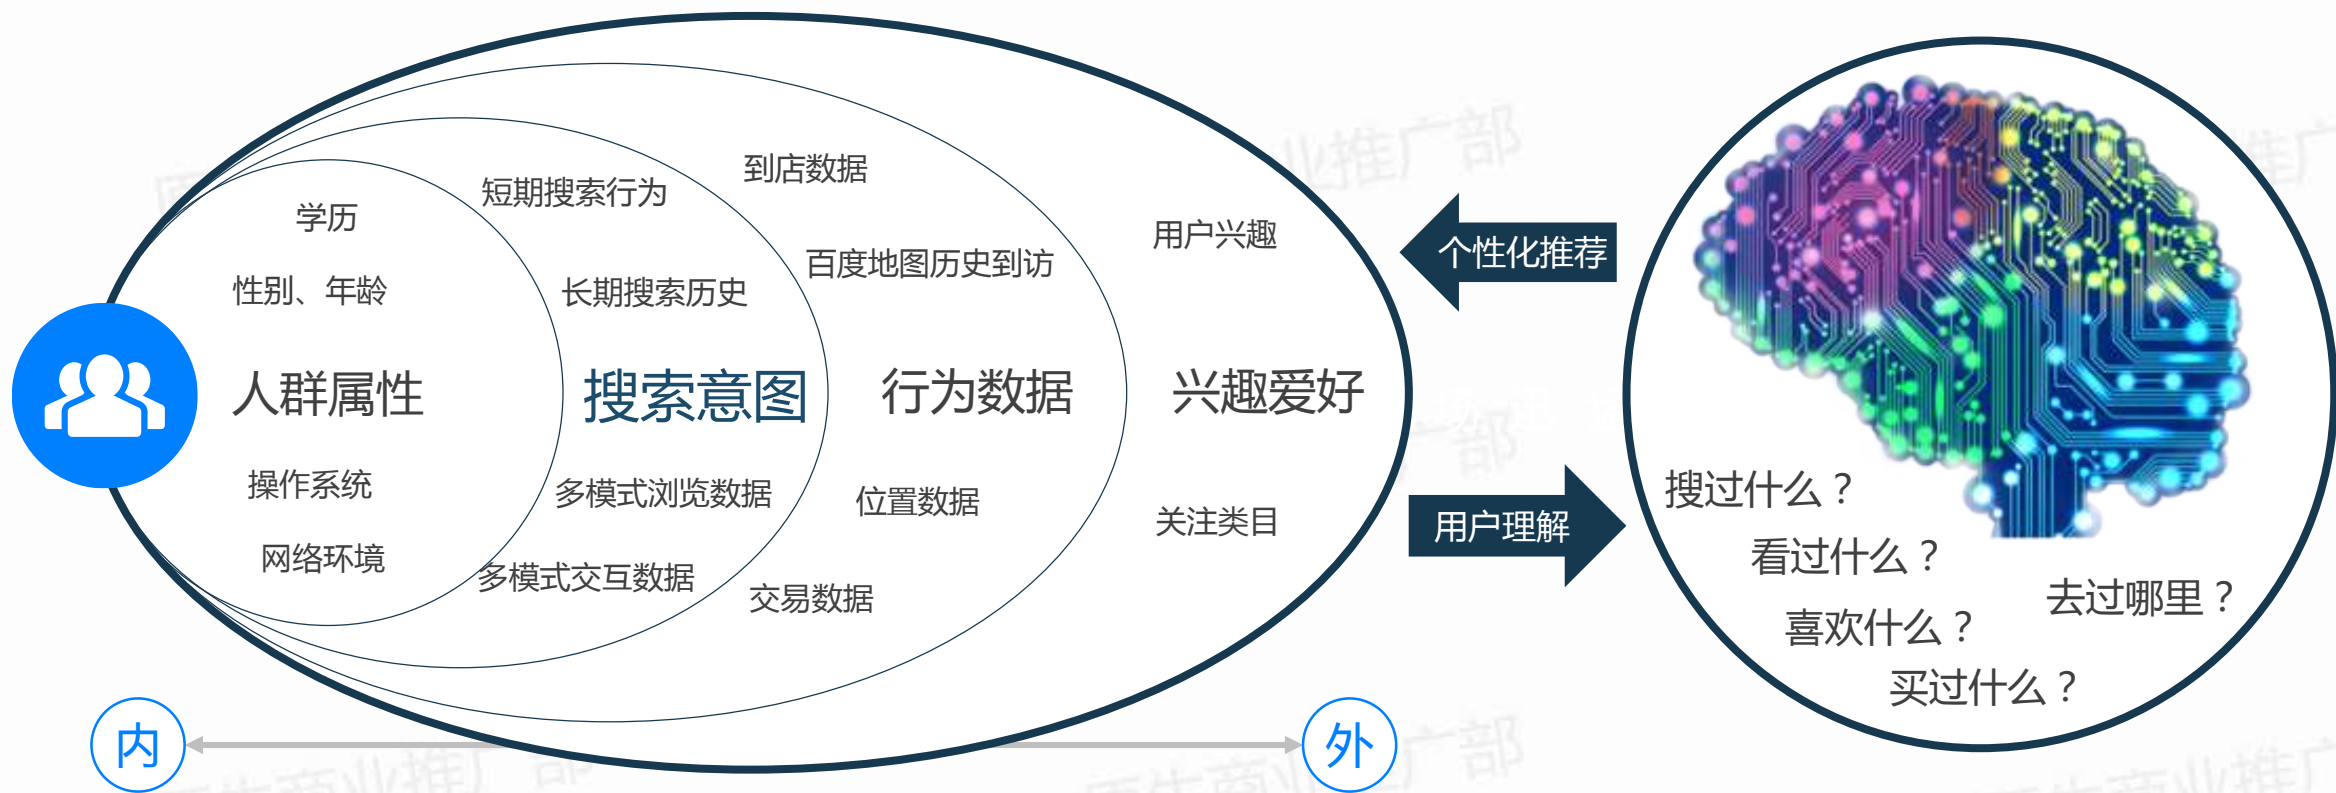 学历
性别、年龄
人群属性
操作系统
网络环境
短期搜索行为
长期搜索历史
搜索意图
多模式浏览数据
多模式交互数据
到店数据
百度地图历史到访
行为数据
位置数据
交易数据
用户兴趣
兴趣爱好
关注类目
个性化推荐
用户理解
搜过什么？
看过什么？
喜欢什么？
买过什么？
去过哪里？
内
外
业推广部